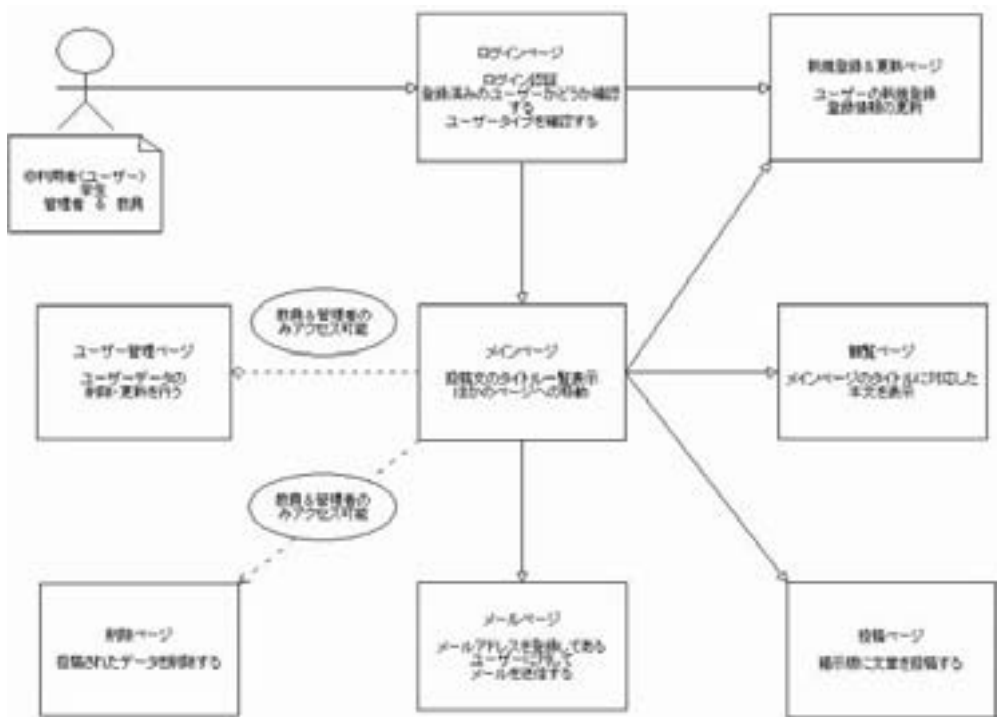 ログインページ
ログイン認証
登録済みのユーザーかどうか確認
する
ユーザータイプを確認する
新規登録&更新ページ
ユーザーの新規登録
登録情報の更新
◎利用者(ユーザー)
学生
管理者 & 教員
教員&管理者の
みアクセス可能
ユーザー管理ページ
ユーザーデータの
削除・更新を行う
メインページ
投稿文のタイトル一覧表示
ほかのページへの移動
閲覧ページ
メインページのタイトルに対応した
本文を表示
教員&管理者の
みアクセス可能
削除ページ
投稿されたデータを削除する
メールページ
メールアドレスを登録してある
ユーザーに対して
メールを送信する
投稿ページ
掲示板に文章を投稿する